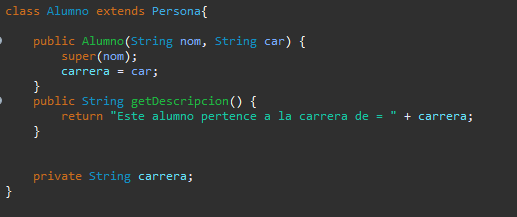 class Alumno extends Persona{
public Alumno(String nom, String car) {
super(nom);
carrera = car;
}
public String getDescripcion() {
return "Este alumno pertence a la carrera de = " + carrera;
}
private String carrera;
}